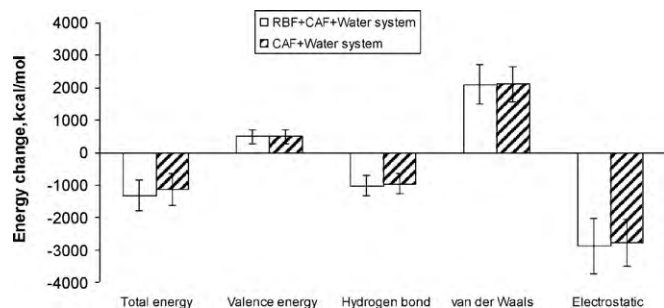 Energy change,kcal/mol
4000
3000
2000
1000
0
-1000
-2000
-3000
-4000
RBF+CAF+Water system
CAF+Water system
Total energy
Valence energy
Hydrogen bond
van der Waals
Electrostatic